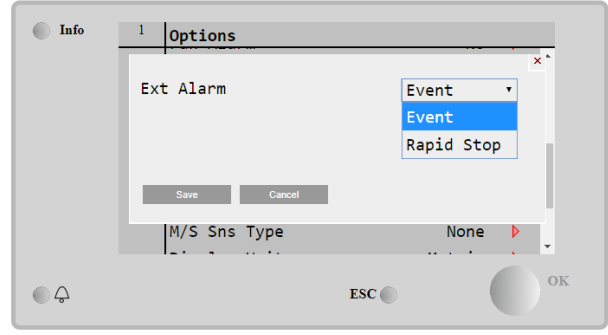 Info
1 Options
Ext Alarm Event
Event
Rapid Stop
Save Cancel
M/S Sns Type None
ESC
OK